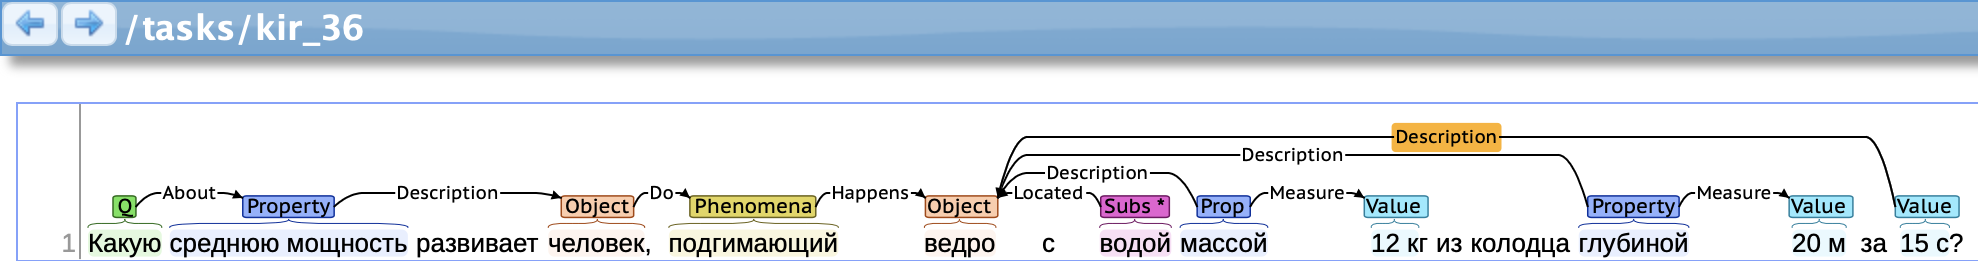 /tasks/kir_36
Description
Description
Description
About Description Do Happens Located Measure Measure
Q Property Object Phenomena Object Subs * Prop Value Property Value Value
1 Какую среднюю мощность развивает человек, подгимающий ведро с водой массой 12 кг из колодца глубиной 20 м за 15 с?